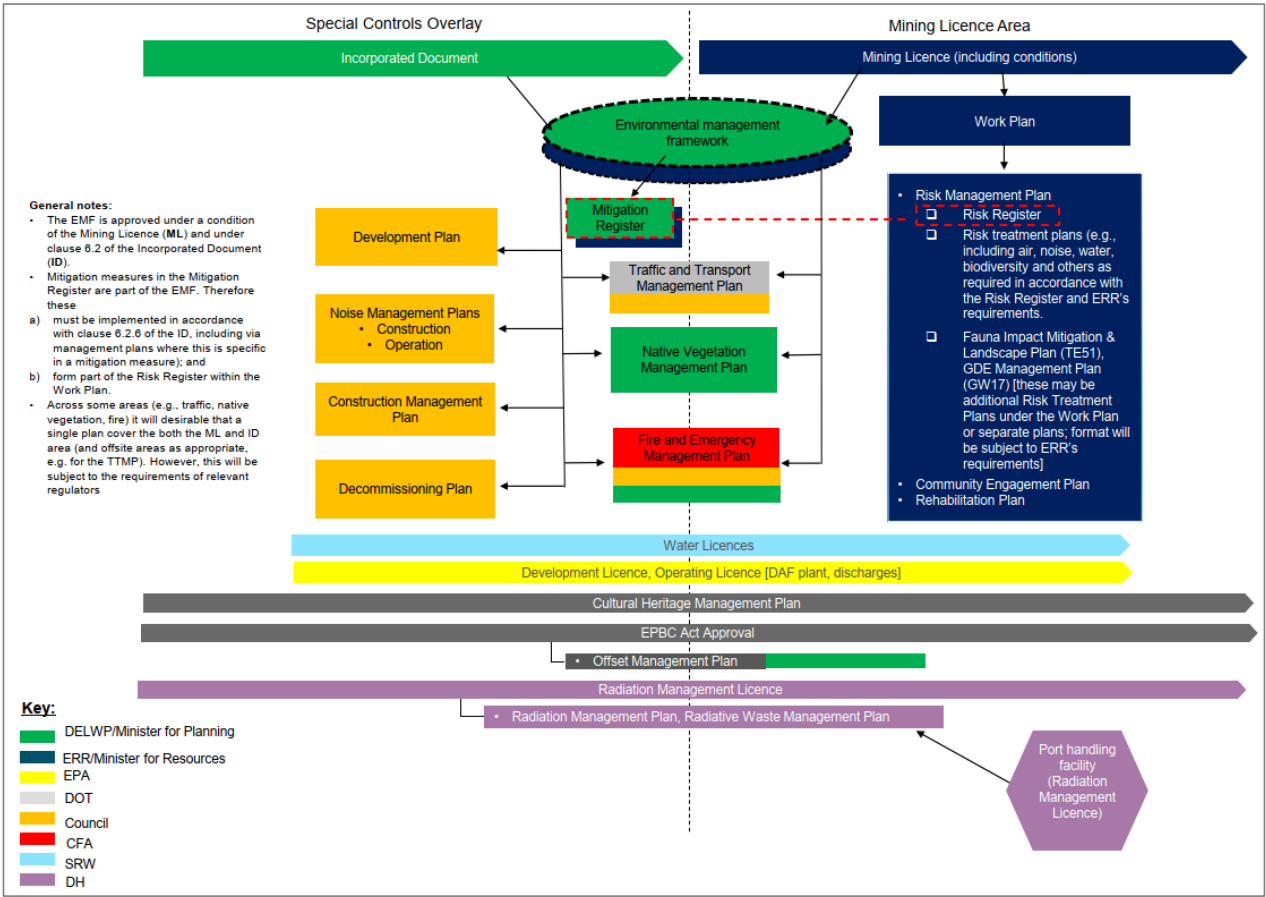 Special Controls Overlay
Mining Licence Area
Incorporated Document
Mining Licence (including conditions)
Environmental management
framework
Work Plan
General notes:
• The EMF is approved under a condition
of the Mining Licence (ML) and under
clause 6.2 of the Incorporated Document
(ID).
• Mitigation measures in the Mitigation
Register are part of the EMF. Therefore
these
a) must be implemented in accordance
with clause 6.2.6 of the ID, including via
management plans where this is specific
in a mitigation measure); and
b) form part of the Risk Register within the
Work Plan.
• Across some areas (e.g., traffic, native
vegetation, fire) it will desirable that a
single plan cover the both the ML and ID
area (and offsite areas as appropriate,
e.g. for the TTMP). However, this will be
subject to the requirements of relevant
regulators
Development Plan
Noise Management Plans
• Construction
• Operation
Construction Management
Plan
Decommissioning Plan
Mitigation
Register
Traffic and Transport
Management Plan
Native Vegetation
Management Plan
Fire and Emergency
Management Plan
• Risk Management Plan
❑ Risk Register
❑ Risk treatment plans (e.g.,
including air, noise, water,
biodiversity and others as
required in accordance with
the Risk Register and ERR's
requirements.
❑ Fauna Impact Mitigation &
Landscape Plan (TE51),
GDE Management Plan
(GW17) [these may be
additional Risk Treatment
Plans under the Work Plan
or separate plans; format will
be subject to ERR's
requirements]
• Community Engagement Plan
• Rehabilitation Plan
Water Licences
Development Licence, Operating Licence [DAF plant, discharges]
Cultural Heritage Management Plan
EPBC Act Approval
• Offset Management Plan
Radiation Management Licence
• Radiation Management Plan, Radiative Waste Management Plan
Port handling
facility
(Radiation
Management
Licence)
Key:
DELWP/Minister for Planning
ERR/Minister for Resources
EPA
DOT
Council
CFA
SRW
DH